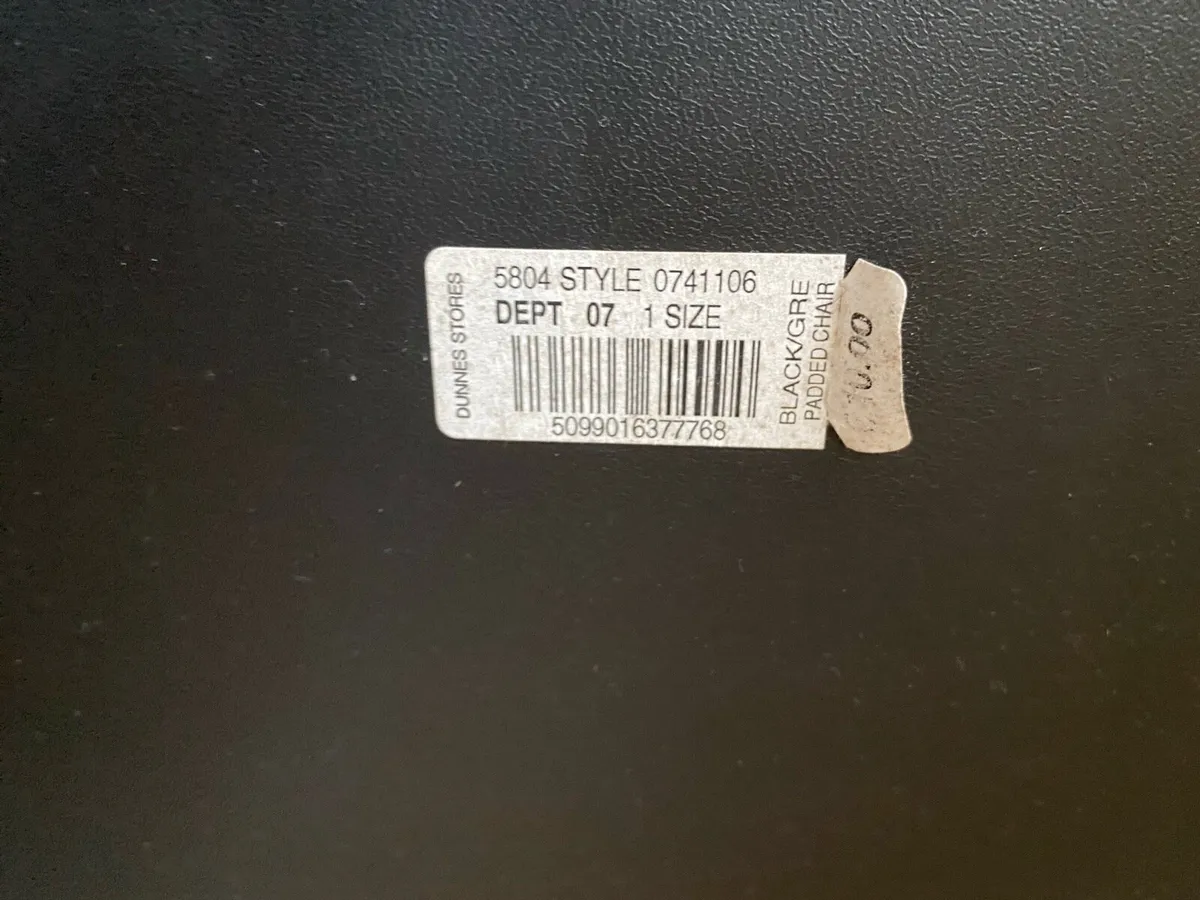 DUNNES STORES
5804 STYLE 0741106
DEPT 07 1 SIZE
5099016377768
BLACK/GRE
PADDED CHAIR